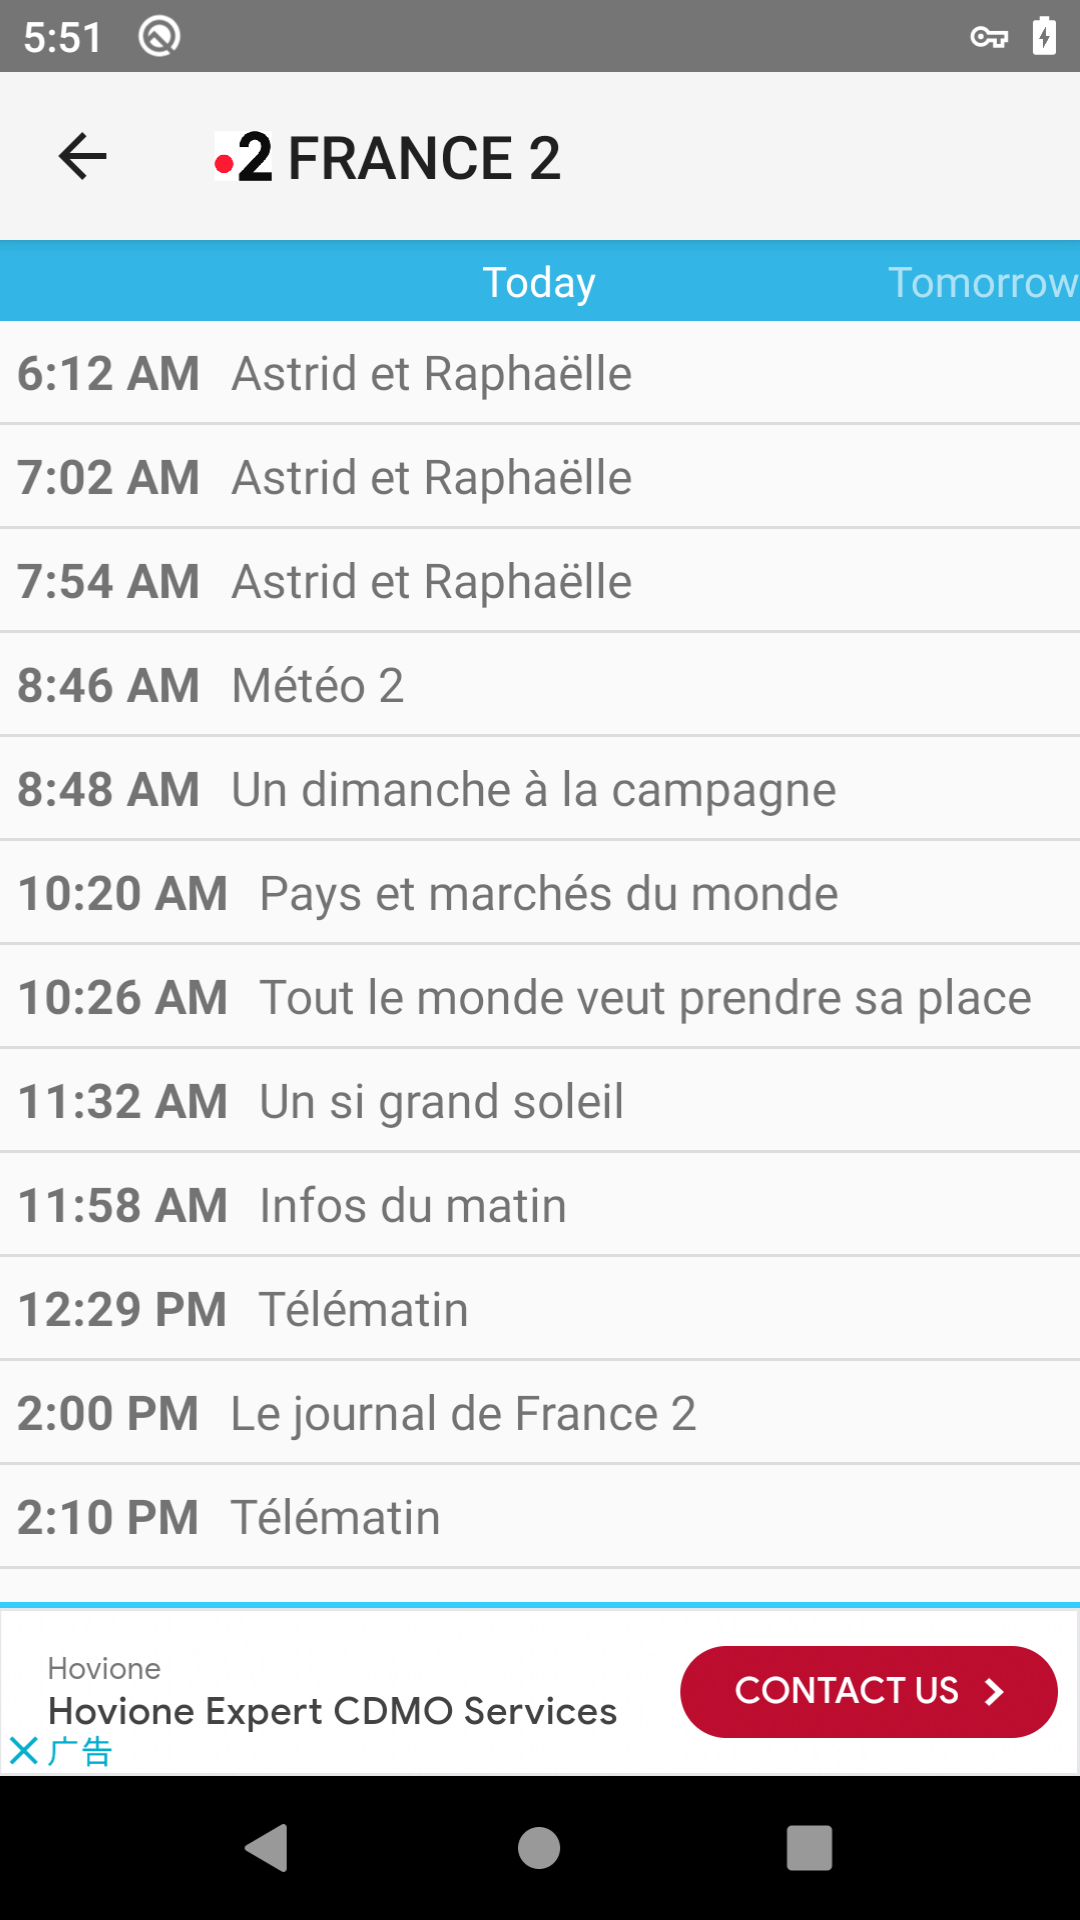 5:51
2 FRANCE 2
Today Tomorrow
6:12 AM Astrid et Raphaëlle
7:02 AM Astrid et Raphaëlle
7:54 AM Astrid et Raphaëlle
8:46 AM Météo 2
8:48 AM Un dimanche à la campagne
10:20 AM Pays et marchés du monde
10:26 AM Tout le monde veut prendre sa place
11:32 AM Un si grand soleil
11:58 AM Infos du matin
12:29 PM Télématin
2:00 PM Le journal de France 2
2:10 PM Télématin
Hovione
Hovione Expert CDMO Services
CONTACT US
广告